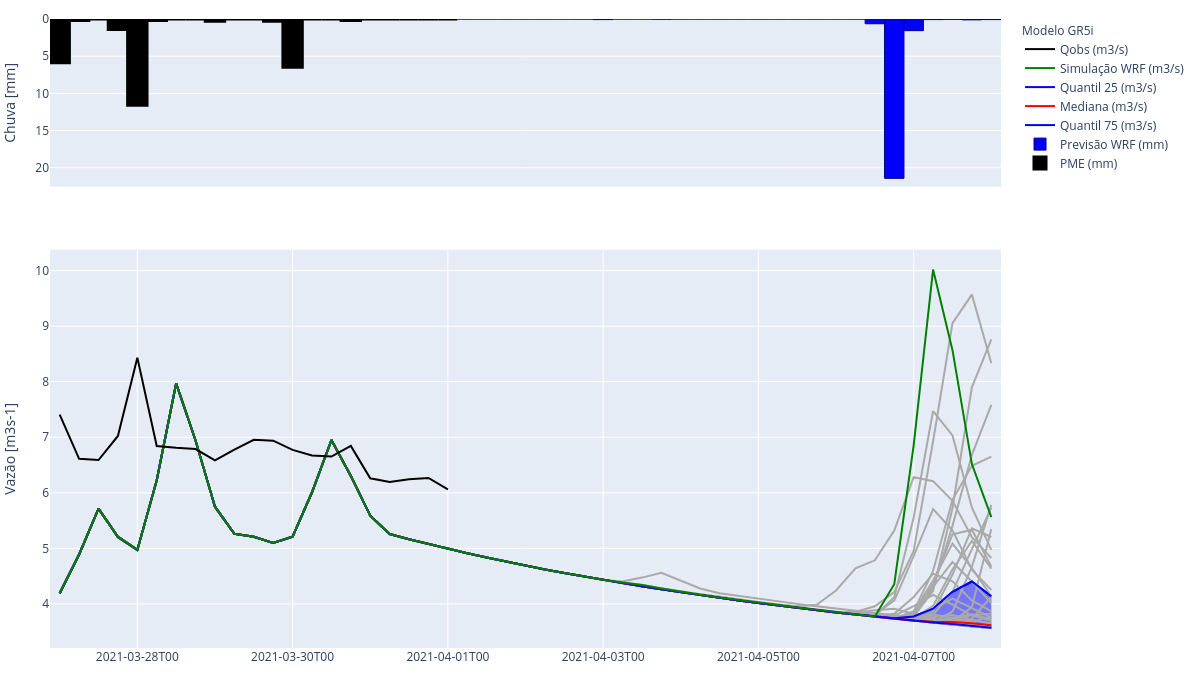 0
5
10
15
20
Chuva [mm]
Modelo GR5i
Qobs (m3/s)
Simulação WRF (m3/s)
Quantil 25 (m3/s)
Mediana (m3/s)
Quantil 75 (m3/s)
Previsão WRF (mm)
PME (mm)
10
9
8
7
6
5
4
Vazão [m3s-1]
2021-03-28T00
2021-03-30T00
2021-04-01T00
2021-04-03T00
2021-04-05T00
2021-04-07T00